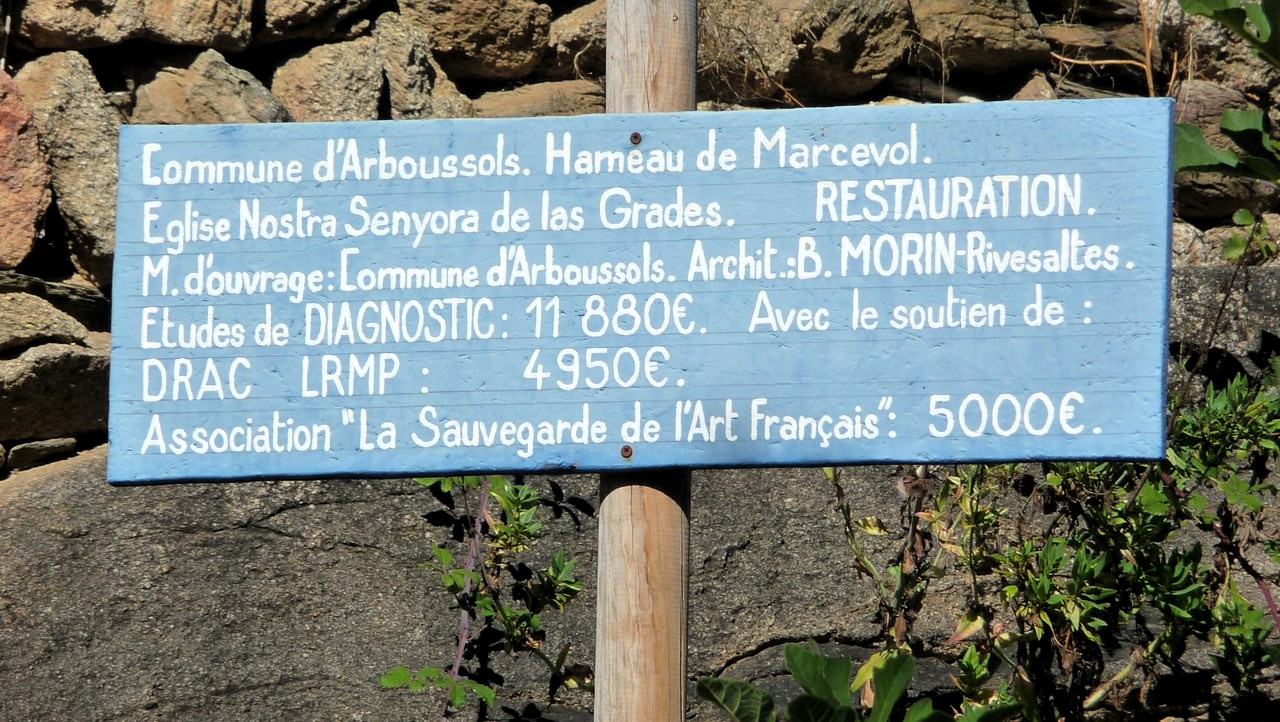 Commune d'Arboussols. Hameau de Marcevol.
Eglise Nostra Senyora de las Grades. RESTAURATION.
M. d'ouvrage: Commune d'Arboussols. Archit.: B. MORIN-Rivesaltes.
Etudes de DIAGNOSTIC: 11 880€. Avec le soutien de :
DRAC LRMP : 4950€.
Association "La Sauvegarde de l'Art Français": 5000€.